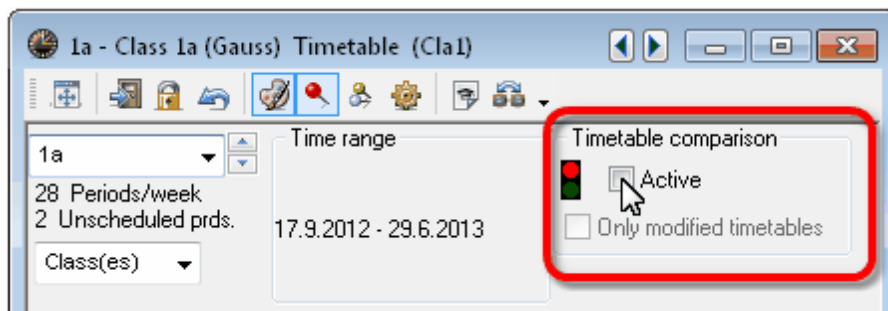 1a - Class 1a (Gauss) Timetable (Cla1)
1a
28 Periods/week
2 Unscheduled prds.
Class(es)
Time range
17.9.2012 - 29.6.2013
Timetable comparison
Active
Only modified timetables